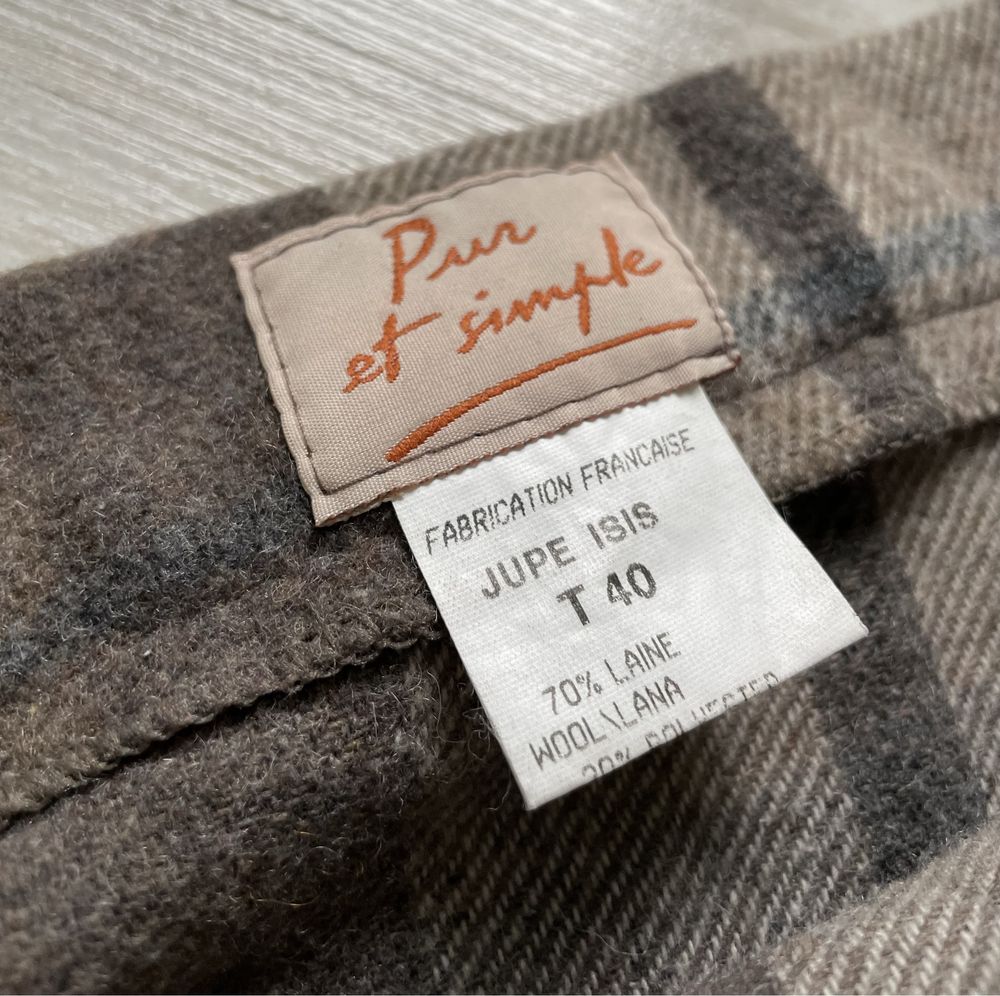 Pur
et simple
FABRICATION FRANCAISE
JUPE ISIS
T 40
70% LAINE
WOOL\LANA